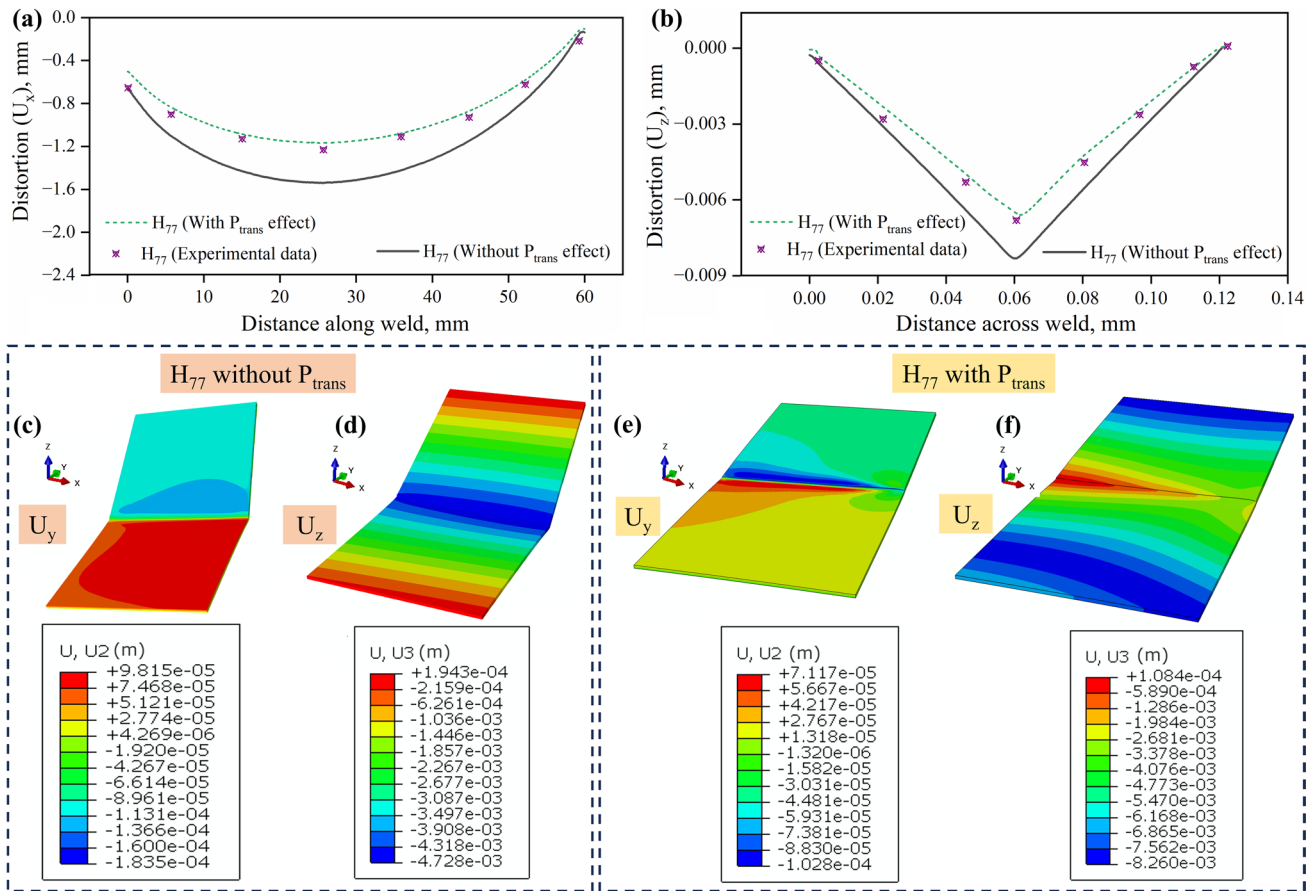 (a)
Distortion (Uₓ), mm
0.0
−0.4
−0.8
−1.2
−1.6
−2.0
−2.4
H₇₇ (With Pₜᵣₐₙₛ effect)
H₇₇ (Experimental data)
H₇₇ (Without Pₜᵣₐₙₛ effect)
0 10 20 30 40 50 60
Distance along weld, mm
(b)
Distortion (U_z), mm
0.000
−0.003
−0.006
−0.009
H₇₇ (With Pₜᵣₐₙₛ effect)
H₇₇ (Experimental data)
H₇₇ (Without Pₜᵣₐₙₛ effect)
0.00 0.02 0.04 0.06 0.08 0.10 0.12 0.14
Distance across weld, mm
H₇₇ without Pₜᵣₐₙₛ
(c)
Z
Y
X
U_y
(d)
Z
Y
X
U_z
U, U2 (m)
+9.815e-05
+7.468e-05
+5.121e-05
+2.774e-05
+4.269e-06
-1.920e-05
-4.267e-05
-6.614e-05
-8.961e-05
-1.131e-04
-1.366e-04
-1.600e-04
-1.835e-04
U, U3 (m)
+1.943e-04
-2.159e-04
-6.261e-04
-1.036e-03
-1.446e-03
-1.857e-03
-2.267e-03
-2.677e-03
-3.087e-03
-3.497e-03
-3.908e-03
-4.318e-03
-4.728e-03
H₇₇ with Pₜᵣₐₙₛ
(e)
Z
Y
X
U_y
(f)
Z
Y
X
U_z
U, U2 (m)
+7.117e-05
+5.667e-05
+4.217e-05
+2.767e-05
+1.318e-05
-1.320e-06
-1.582e-05
-3.031e-05
-4.481e-05
-5.931e-05
-7.381e-05
-8.830e-05
-1.028e-04
U, U3 (m)
+1.084e-04
-5.890e-04
-1.286e-03
-1.984e-03
-2.681e-03
-3.378e-03
-4.076e-03
-4.773e-03
-5.470e-03
-6.168e-03
-6.865e-03
-7.562e-03
-8.260e-03